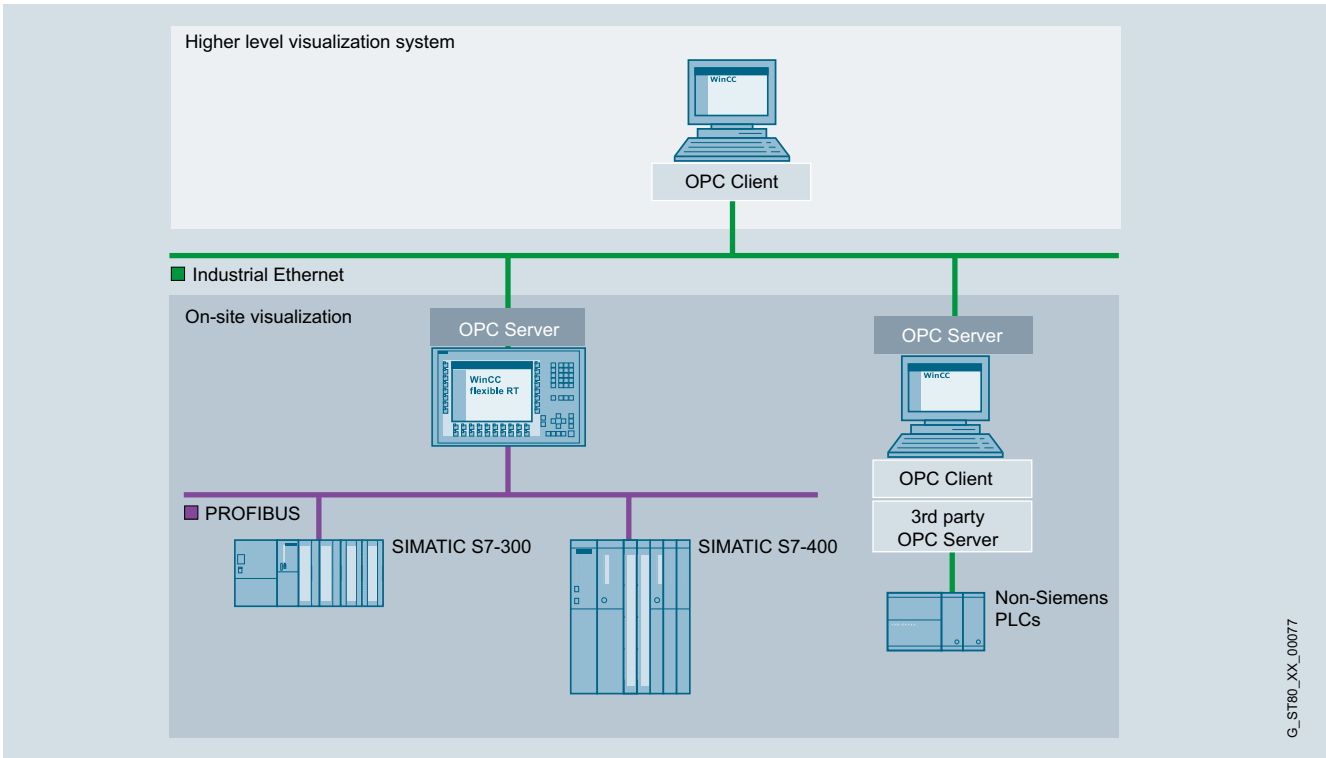 Higher level visualization system
WinCC
OPC Client
Industrial Ethernet
On-site visualization
OPC Server
WinCC
flexible RT
OPC Server
WinCC
OPC Client
3rd party
OPC Server
PROFIBUS
SIMATIC S7-300
SIMATIC S7-400
Non-Siemens
PLCs
G_ST80_XX_00077